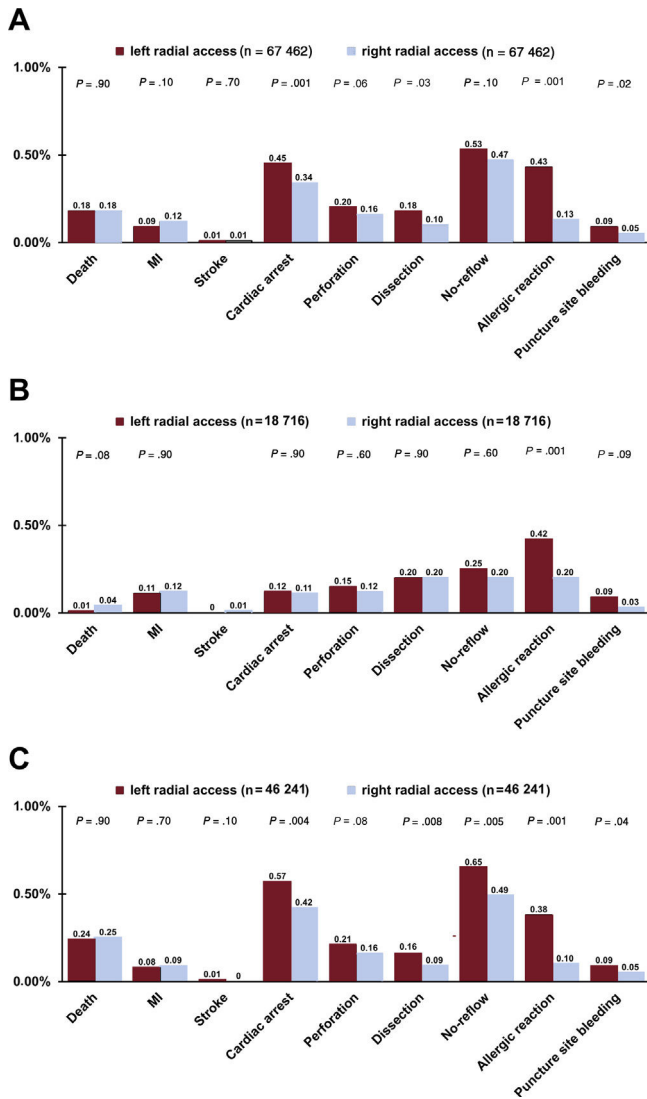 A
left radial access (n = 67 462) right radial access (n = 67 462)
1.00%
P = .90 P = .10 P = .70 P = .001 P = .06 P = .03 P = .10 P = .001 P = .02
0.50%
0.18 0.18 0.09 0.12 0.01 0.01 0.45 0.34 0.20 0.16 0.18 0.10 0.53 0.47 0.43 0.13 0.09 0.05
0.00%
Death MI Stroke Cardiac arrest Perforation Dissection No-reflow Allergic reaction Puncture site bleeding
B
left radial access (n=18 716) right radial access (n=18 716)
1.00%
P = .08 P = .90 P = .90 P = .60 P = .90 P = .60 P = .001 P = .09
0.50%
0.01 0.04 0.11 0.12 0 0.01 0.12 0.11 0.15 0.12 0.20 0.20 0.25 0.20 0.42 0.20 0.09 0.03
0.00%
Death MI Stroke Cardiac arrest Perforation Dissection No-reflow Allergic reaction Puncture site bleeding
C
left radial access (n=46 241) right radial access (n=46 241)
1.00%
P = .90 P = .70 P = .10 P = .004 P = .08 P = .008 P = .005 P = .001 P = .04
0.50%
0.24 0.25 0.08 0.09 0.01 0 0.57 0.42 0.21 0.16 0.16 0.09 0.65 0.49 0.38 0.10 0.09 0.05
0.00%
Death MI Stroke Cardiac arrest Perforation Dissection No-reflow Allergic reaction Puncture site bleeding